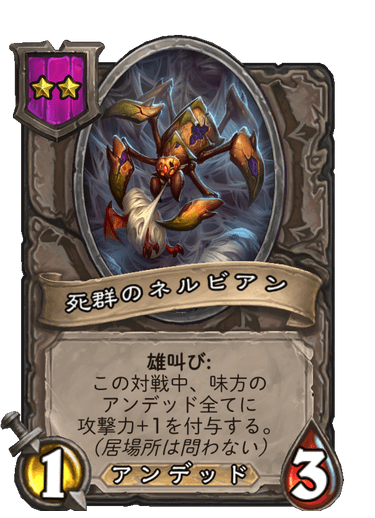 死群のネルビアン
雄叫び:
この対戦中、味方の
アンデッド全てに
攻撃力+1を付与する。
(居場所は問わない)
アンデッド
1
3